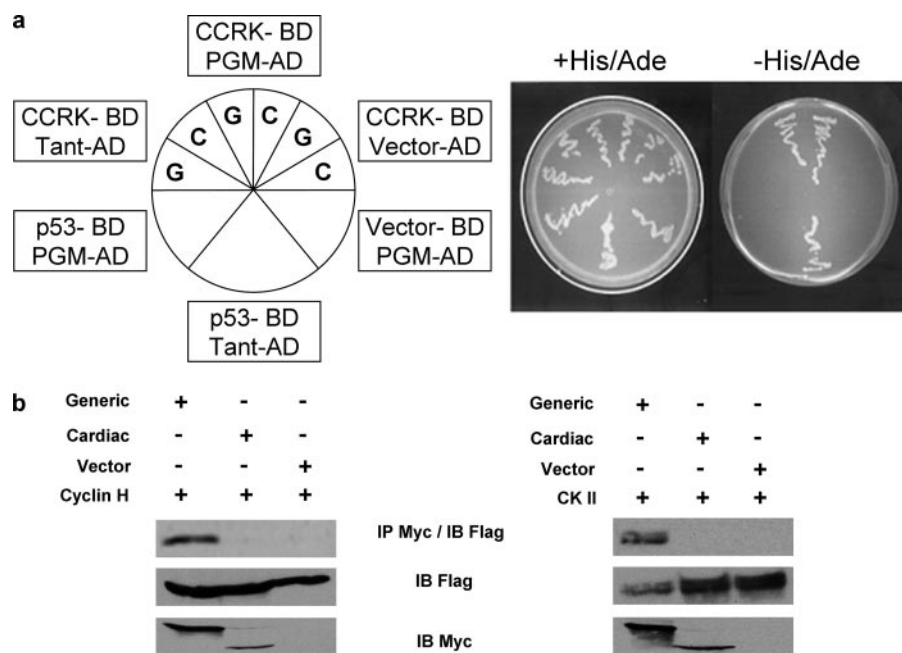 a
CCRK- BD
PGM-AD
+His/Ade
-His/Ade
CCRK- BD
Tant-AD
G
C
G
C
G
C
CCRK- BD
Vector-AD
p53- BD
PGM-AD
Vector- BD
PGM-AD
p53- BD
Tant-AD
b
Generic + - -
Cardiac - + -
Vector - - +
Cyclin H + + +
Generic + - -
Cardiac - + -
Vector - - +
CK II + + +
IP Myc / IB Flag
IB Flag
IB Myc